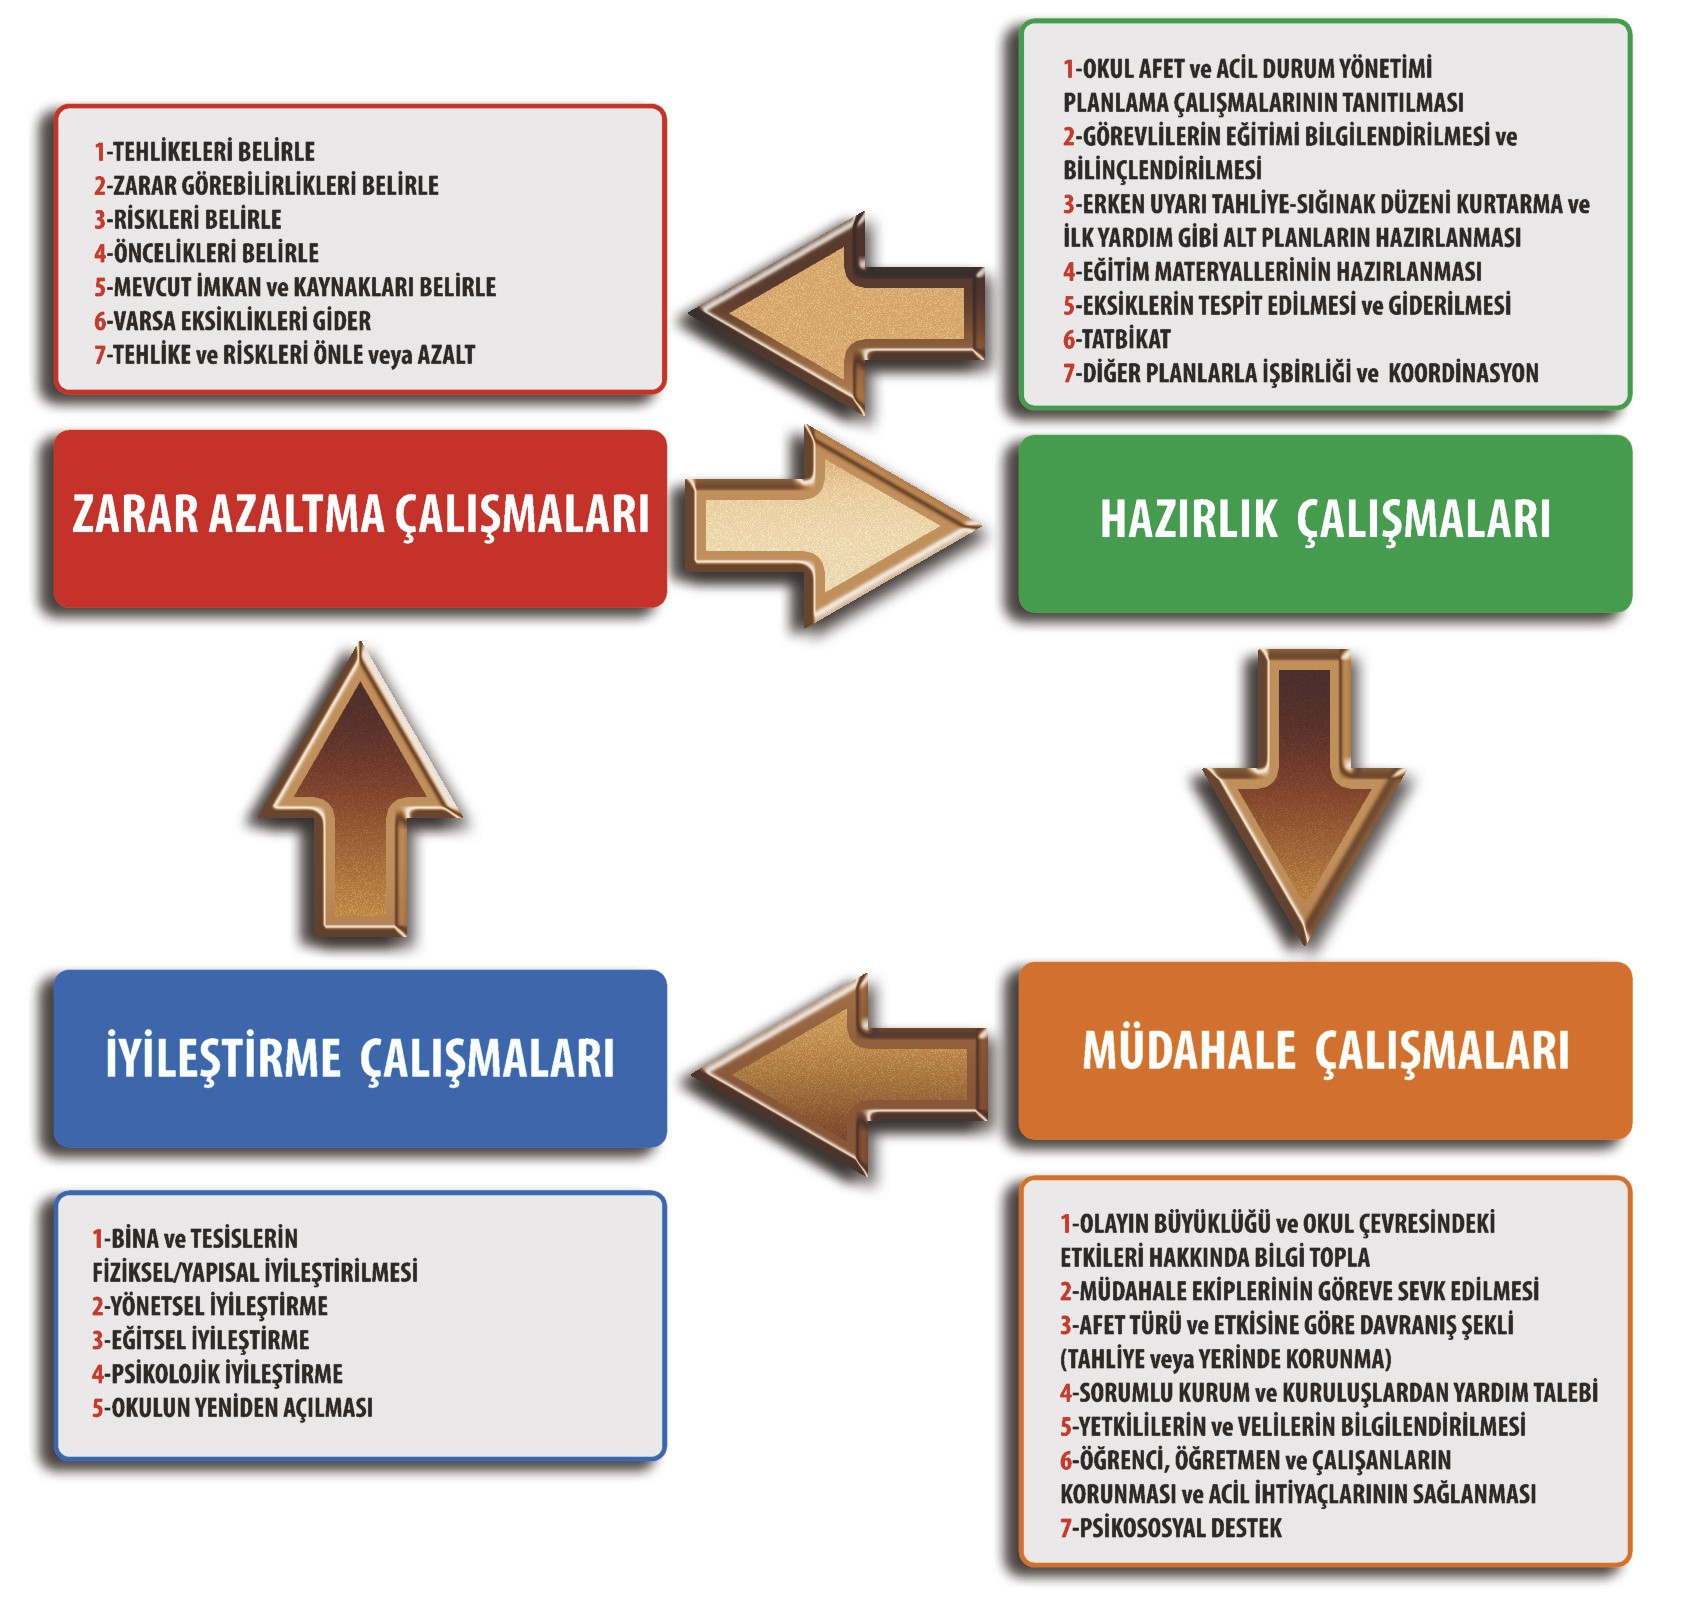 1-TEHLİKELERİ BELİRLE
2-ZARAR GÖREBİLİRLİKLERİ BELİRLE
3-RİSKLERİ BELİRLE
4-ÖNCELİKLERİ BELİRLE
5-MEVCUT İMKAN ve KAYNAKLARI BELİRLE
6-VARSA EKSİKLİKLERİ GİDER
7-TEHLİKE ve RİSKLERİ ÖNLE veya AZALT
ZARAR AZALTMA ÇALIŞMALARI
1-OKUL AFET ve ACİL DURUM YÖNETİMİ
PLANLAMA ÇALIŞMALARININ TANITILMASI
2-GÖREVLİLERİN EĞİTİMİ BİLGİLENDİRİLMESİ ve
BİLİNÇLENDİRİLMESİ
3-ERKEN UYARI TAHLİYE-SIĞINAK DÜZENİ KURTARMA ve
İLK YARDIM GİBİ ALT PLANLARIN HAZIRLANMASI
4-EĞİTİM MATERYALLERİNİN HAZIRLANMASI
5-EKSİKLERİN TESPİT EDİLMESİ ve GİDERİLMESİ
6-TATBİKAT
7-DİĞER PLANLARLA İŞBİRLİĞİ ve KOORDİNASYON
HAZIRLIK ÇALIŞMALARI
İYİLEŞTİRME ÇALIŞMALARI
1-BİNA ve TESİSLERİN
FİZİKSEL/YAPISAL İYİLEŞTİRİLMESİ
2-YÖNETSEL İYİLEŞTİRME
3-EĞİTSEL İYİLEŞTİRME
4-PSİKOLOJİK İYİLEŞTİRME
5-OKULUN YENİDEN AÇILMASI
MÜDAHALE ÇALIŞMALARI
1-OLAYIN BÜYÜKLÜĞÜ ve OKUL ÇEVRESİNDEKİ
ETKİLERİ HAKKINDA BİLGİ TOPLA
2-MÜDAHALE EKİPLERİNİN GÖREVE SEVK EDİLMESİ
3-AFET TÜRÜ ve ETKİSİNE GÖRE DAVRANIŞ ŞEKLİ
(TAHLİYE veya YERİNDE KORUNMA)
4-SORUMLU KURUM ve KURULUŞLARDAN YARDIM TALEBİ
5-YETKİLİLERİN ve VELİLERİN BİLGİLENDİRİLMESİ
6-ÖĞRENCİ, ÖĞRETMEN ve ÇALIŞANLARIN
KORUNMASI ve ACİL İHTİYAÇLARININ SAĞLANMASI
7-PSİKOSOSYAL DESTEK